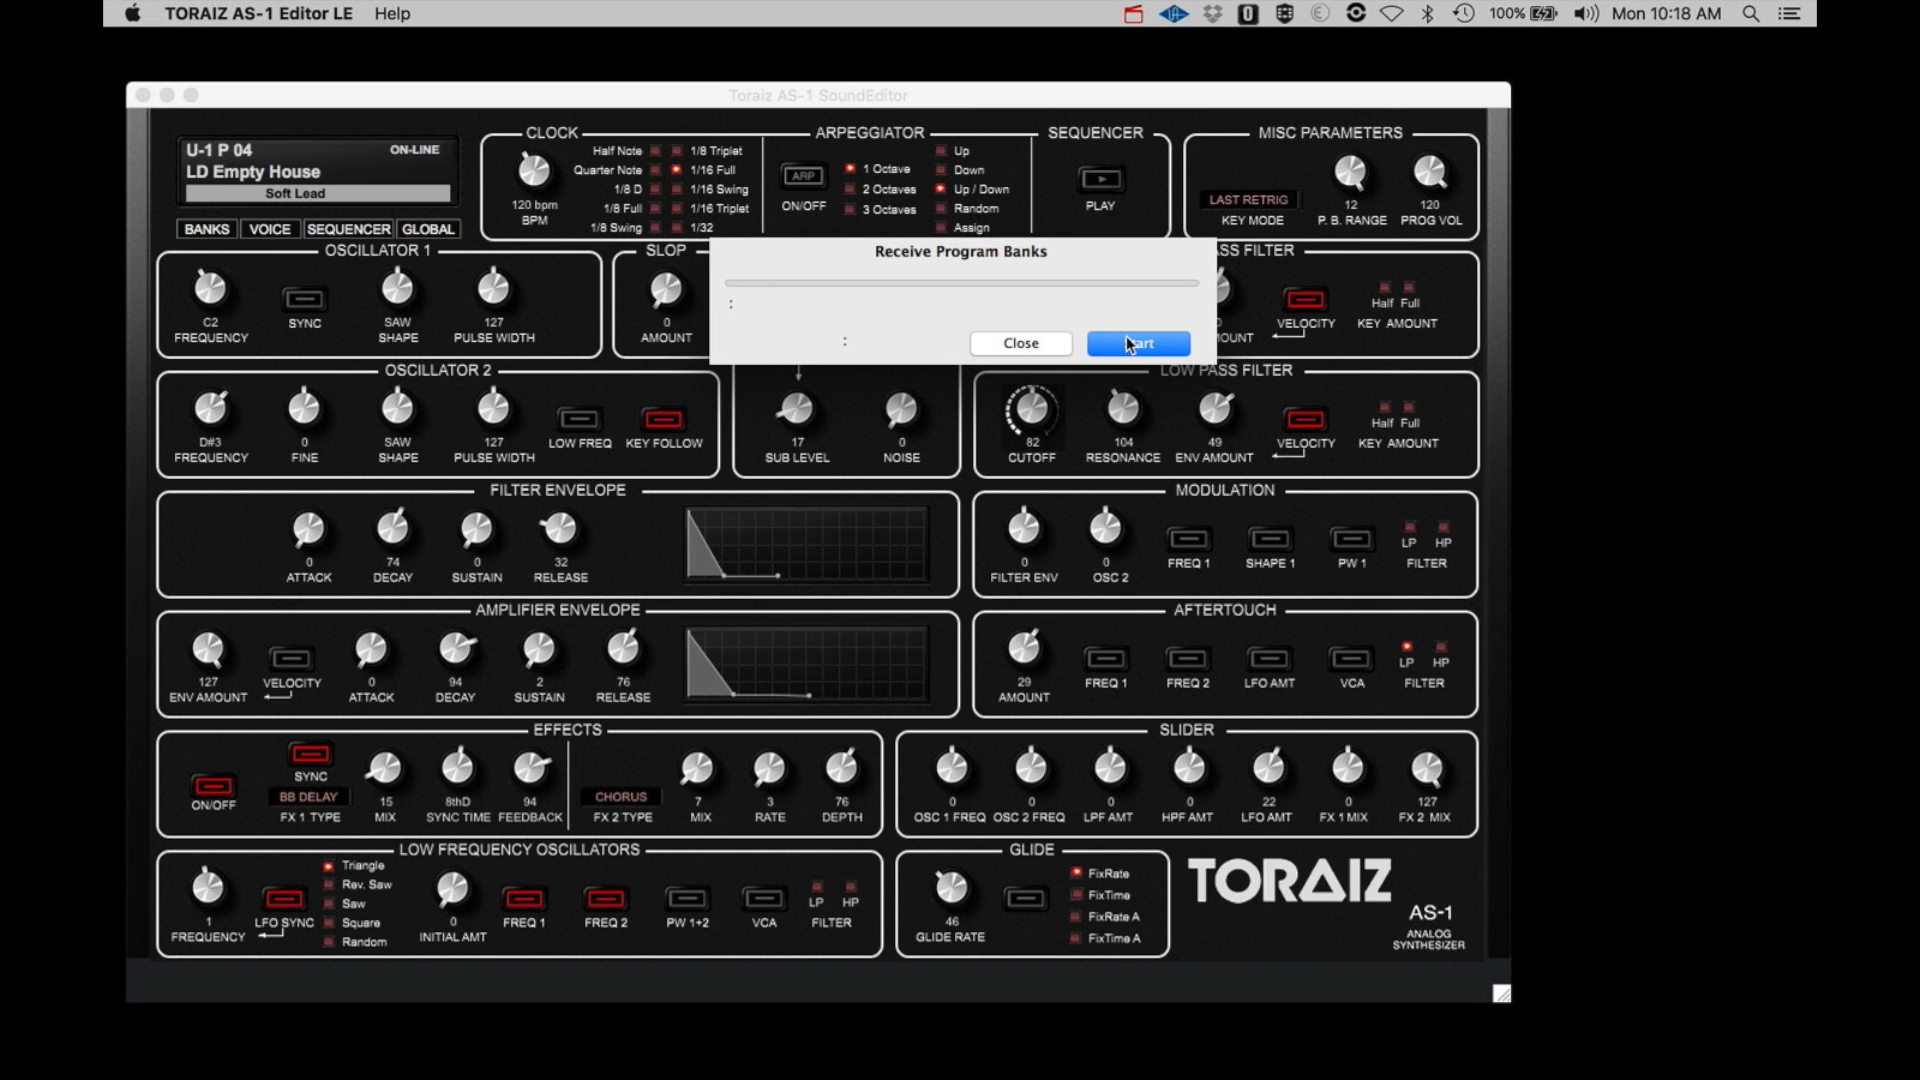 TORAIZ AS-1 Editor LE Help
100% Mon 10:18 AM
Toraiz AS-1 SoundEditor
U-1 P 04 ON-LINE
LD Empty House
Soft Lead
BANKS VOICE SEQUENCER GLOBAL
CLOCK
120 bpm
BPM
Half Note
Quarter Note
1/8 D
1/8 Full
1/8 Swing
1/8 Triplet
1/16 Full
1/16 Swing
1/16 Triplet
1/32
ARPEGGIATOR
ARP
ON/OFF
1 Octave
2 Octaves
3 Octaves
Up
Down
Up / Down
Random
Assign
SEQUENCER
PLAY
MISC PARAMETERS
LAST RETRIG
KEY MODE
12
P. B. RANGE
120
PROG VOL
OSCILLATOR 1
C2
FREQUENCY
SYNC
SAW
SHAPE
127
PULSE WIDTH
SLOP
0
AMOUNT
Receive Program Banks
:
:
Close
ASS FILTER
OUNT
VELOCITY
Half Full
KEY AMOUNT
OSCILLATOR 2
D#3
FREQUENCY
0
FINE
SAW
SHAPE
127
PULSE WIDTH
LOW FREQ
KEY FOLLOW
17
SUB LEVEL
0
NOISE
LOW PASS FILTER
82
CUTOFF
104
RESONANCE
49
ENV AMOUNT
VELOCITY
Half Full
KEY AMOUNT
FILTER ENVELOPE
0
ATTACK
74
DECAY
0
SUSTAIN
32
RELEASE
MODULATION
0
FILTER ENV
0
OSC 2
FREQ 1
SHAPE 1
PW 1
LP HP
FILTER
AMPLIFIER ENVELOPE
127
ENV AMOUNT
VELOCITY
0
ATTACK
94
DECAY
2
SUSTAIN
76
RELEASE
AFTERTOUCH
29
AMOUNT
FREQ 1
FREQ 2
LFO AMT
VCA
LP HP
FILTER
EFFECTS
ON/OFF
SYNC
BB DELAY
FX 1 TYPE
15
MIX
8thD
SYNC TIME
94
FEEDBACK
CHORUS
FX 2 TYPE
7
MIX
3
RATE
76
DEPTH
SLIDER
0
OSC 1 FREQ
0
OSC 2 FREQ
0
LPF AMT
0
HPF AMT
22
LFO AMT
0
FX 1 MIX
127
FX 2 MIX
LOW FREQUENCY OSCILLATORS
1
FREQUENCY
LFO SYNC
Triangle
Rev. Saw
Saw
Square
Random
0
INITIAL AMT
FREQ 1
FREQ 2
PW 1+2
VCA
LP HP
FILTER
GLIDE
46
GLIDE RATE
FixRate
FixTime
FixRate A
FixTime A
TORAIZ
AS-1
ANALOG
SYNTHESIZER